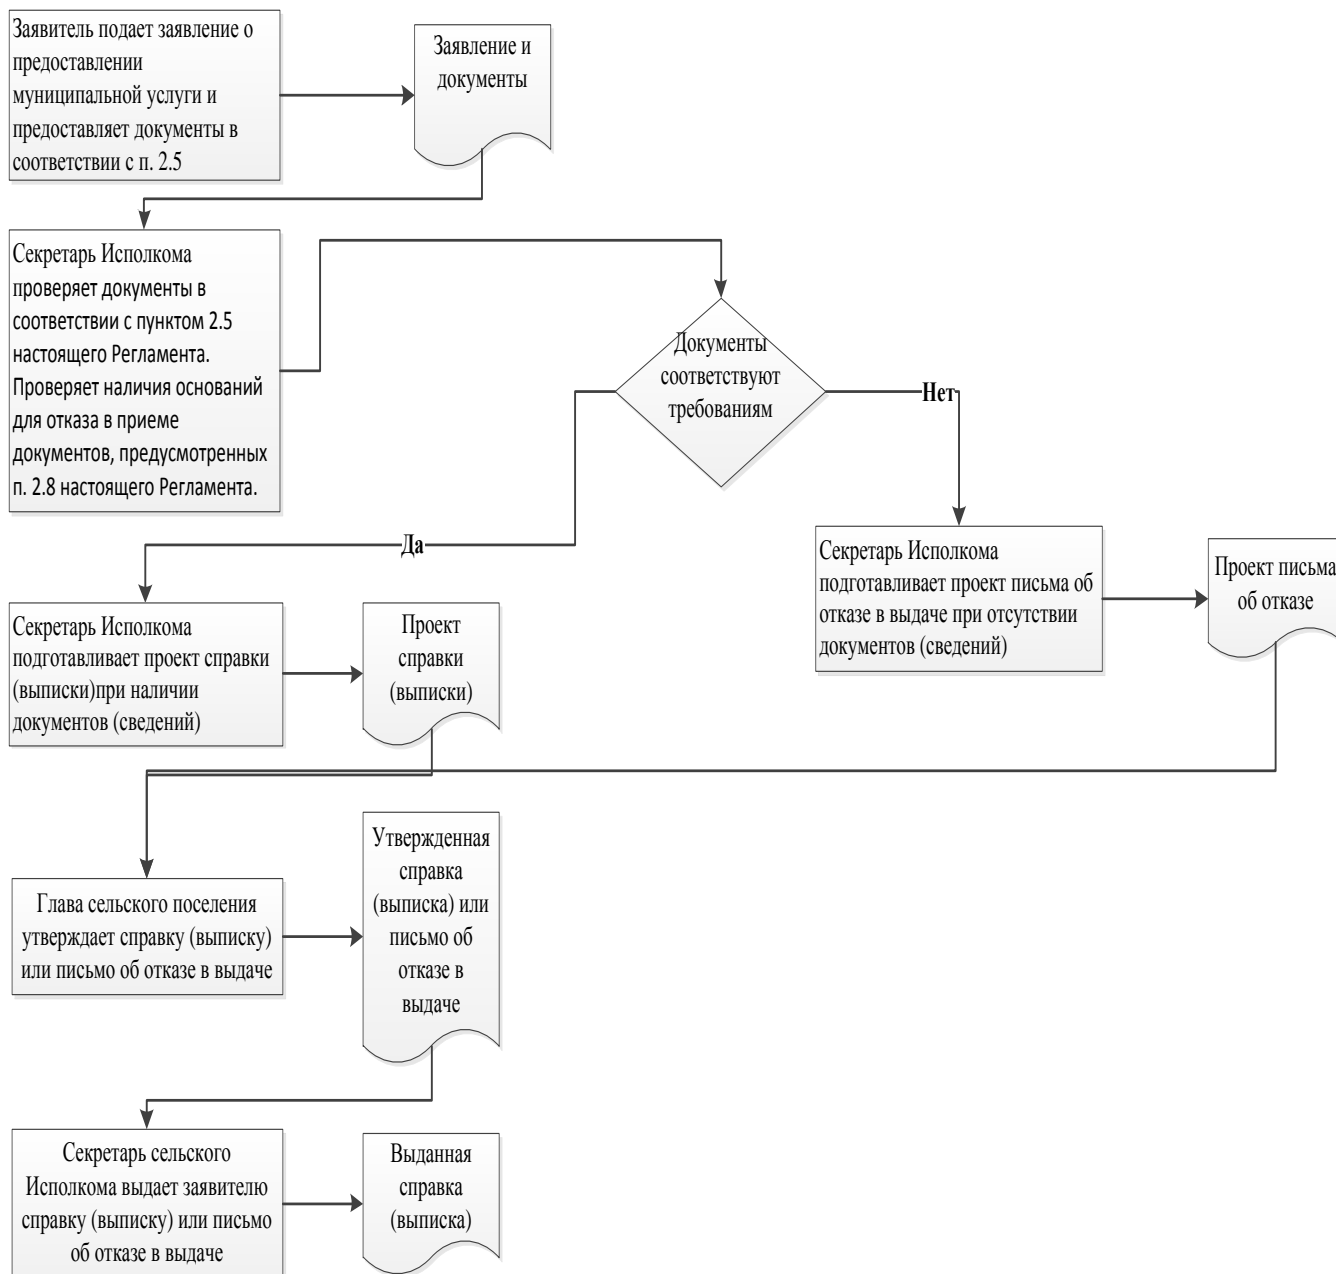 Заявитель подает заявление о
предоставлении
муниципальной услуги и
предоставляет документы в
соответствии с п. 2.5
Заявление и
документы
Секретарь Исполкома
проверяет документы в
соответствии с пунктом 2.5
настоящего Регламента.
Проверяет наличия оснований
для отказа в приеме
документов, предусмотренных
п. 2.8 настоящего Регламента.
Документы
соответствуют
требованиям
Нет
Да
Секретарь Исполкома
подготавливает проект письма об
отказе в выдаче при отсутствии
документов (сведений)
Проект письма
об отказе
Секретарь Исполкома
подготавливает проект справки
(выписки)при наличии
документов (сведений)
Проект
справки
(выписки)
Глава сельского поселения
утверждает справку (выписку)
или письмо об отказе в выдаче
Утвержденная
справка
(выписка) или
письмо об
отказе в
выдаче
Секретарь сельского
Исполкома выдает заявителю
справку (выписку) или письмо
об отказе в выдаче
Выданная
справка
(выписка)